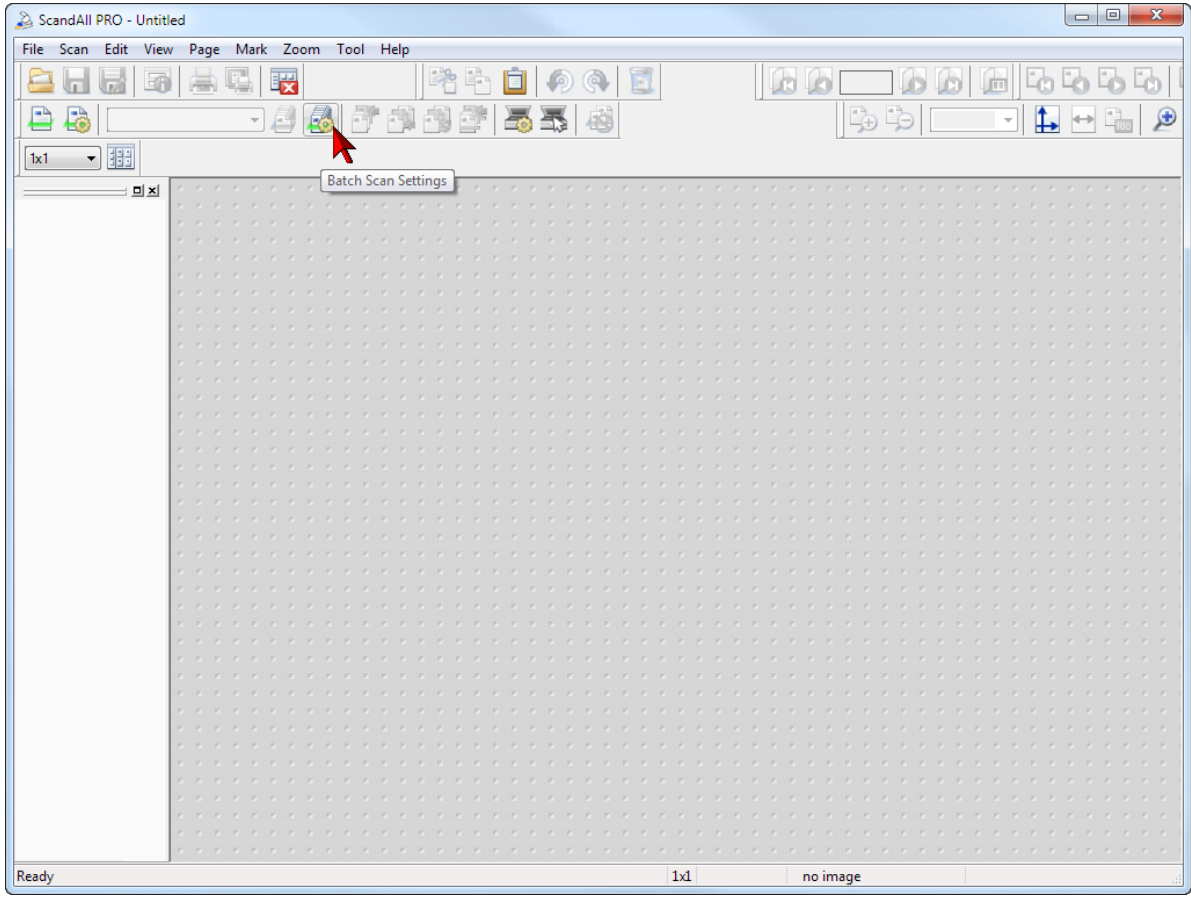 ScandAll PRO - Untitled
File Scan Edit View Page Mark Zoom Tool Help
1x1
Batch Scan Settings
Ready 1x1 no image